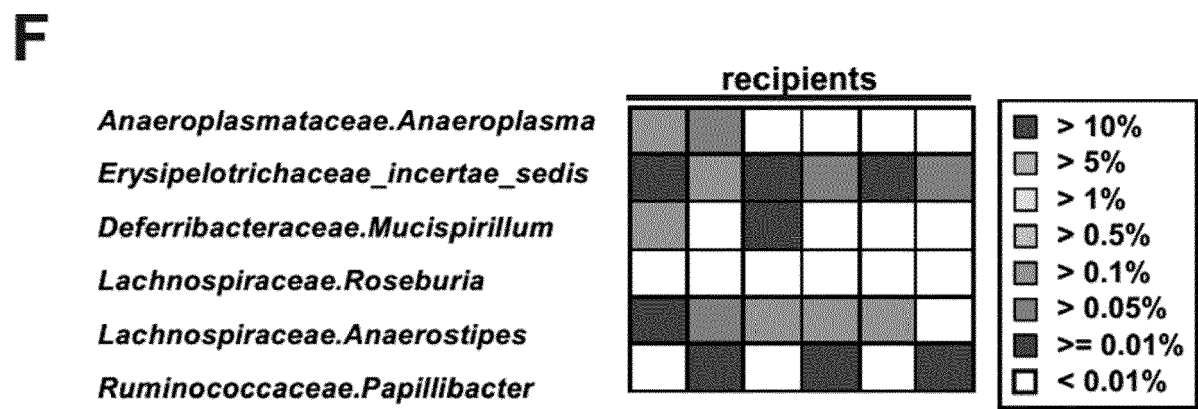 F
recipients
Anaeroplasmataceae.Anaeroplasma
Erysipelotrichaceae_incertae_sedis
Deferribacteraceae.Mucispirillum
Lachnospiraceae.Roseburia
Lachnospiraceae.Anaerostipes
Ruminococcaceae.Papillibacter
> 10%
> 5%
> 1%
> 0.5%
> 0.1%
> 0.05%
>= 0.01%
< 0.01%